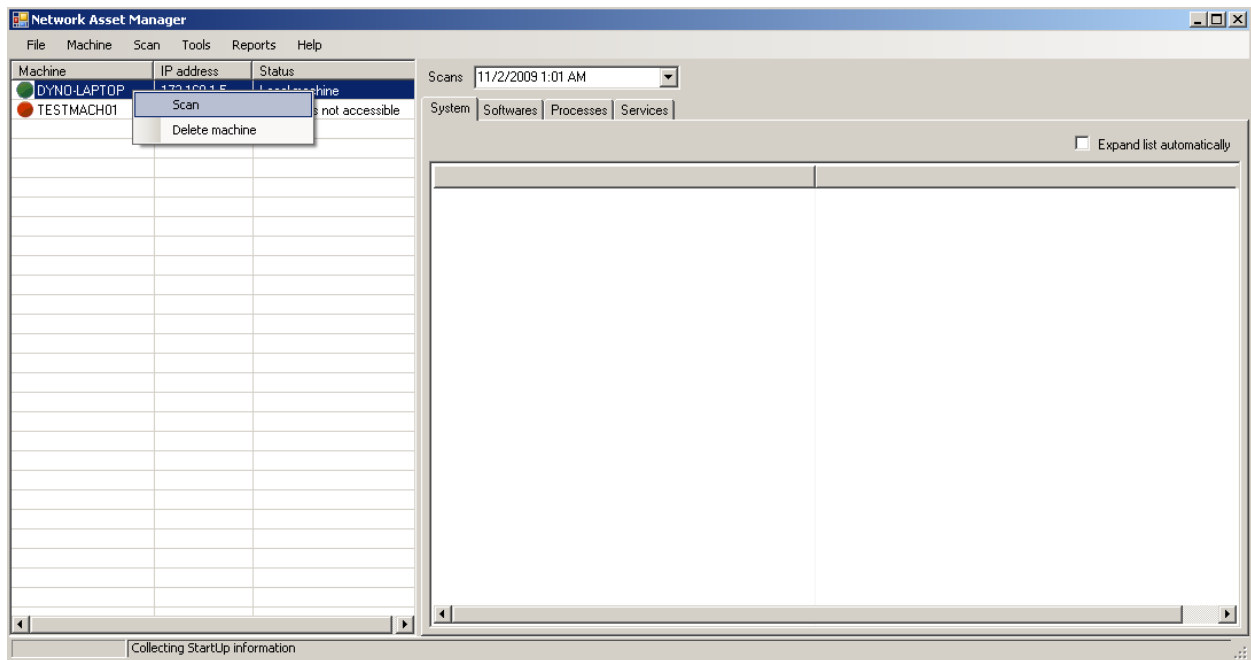 Network Asset Manager
File Machine Scan Tools Reports Help
Machine IP address Status
DYNO-LAPTOP
TESTMACH01 s not accessible
Scan
Delete machine
Scans 11/2/2009 1:01 AM
System Softwares Processes Services
Expand list automatically
Collecting StartUp information